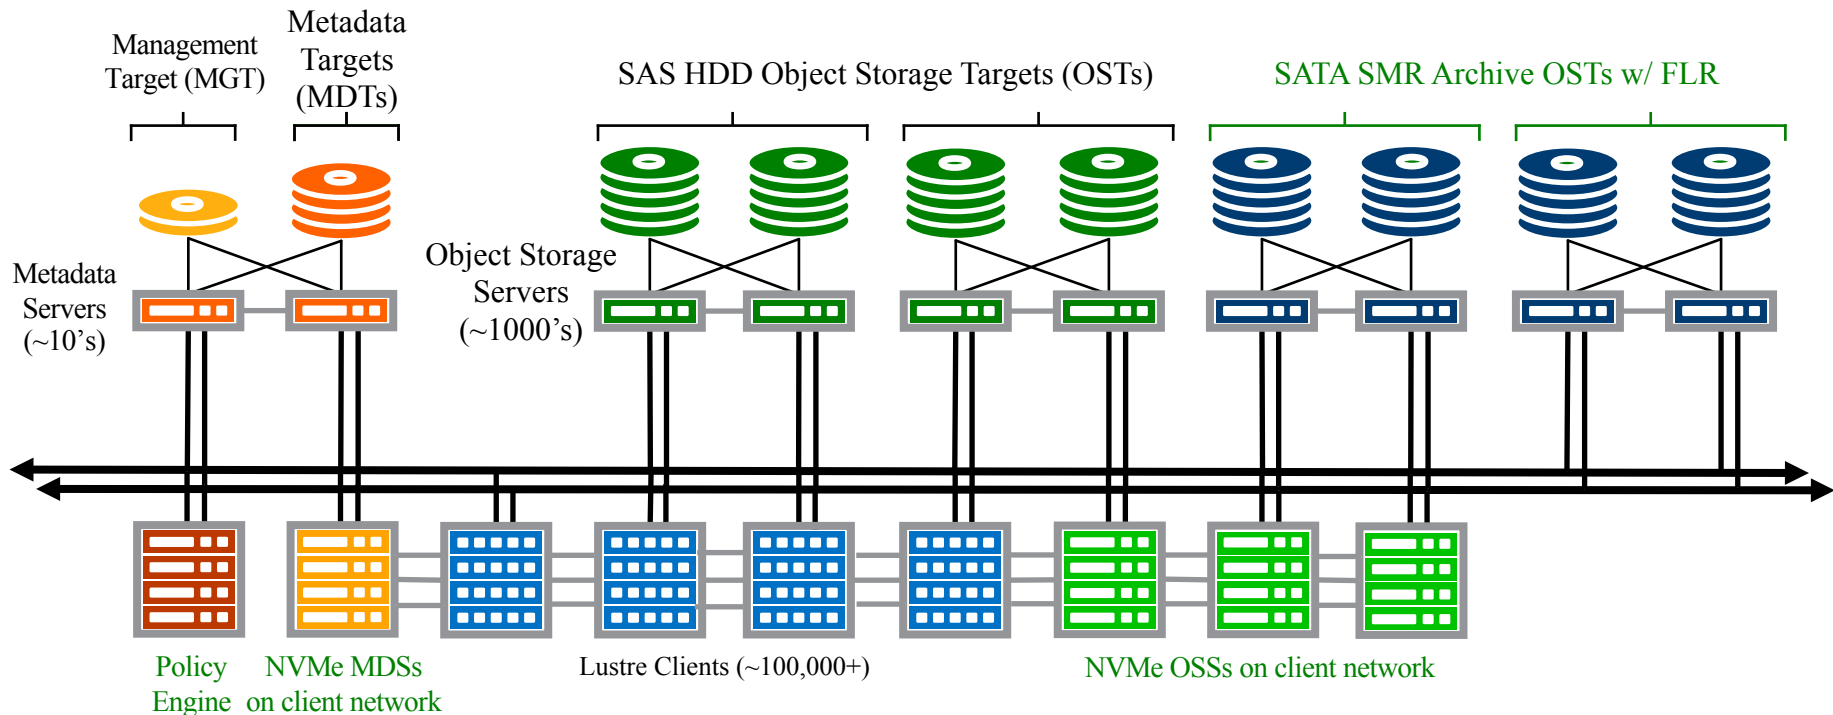 Management
Target (MGT)
Metadata
Targets
(MDTs)
SAS HDD Object Storage Targets (OSTs)
SATA SMR Archive OSTs w/ FLR
Metadata
Servers
(~10’s)
Object Storage
Servers
(~1000’s)
Policy
Engine
NVMe MDSs
on client network
Lustre Clients (~100,000+)
NVMe OSSs on client network